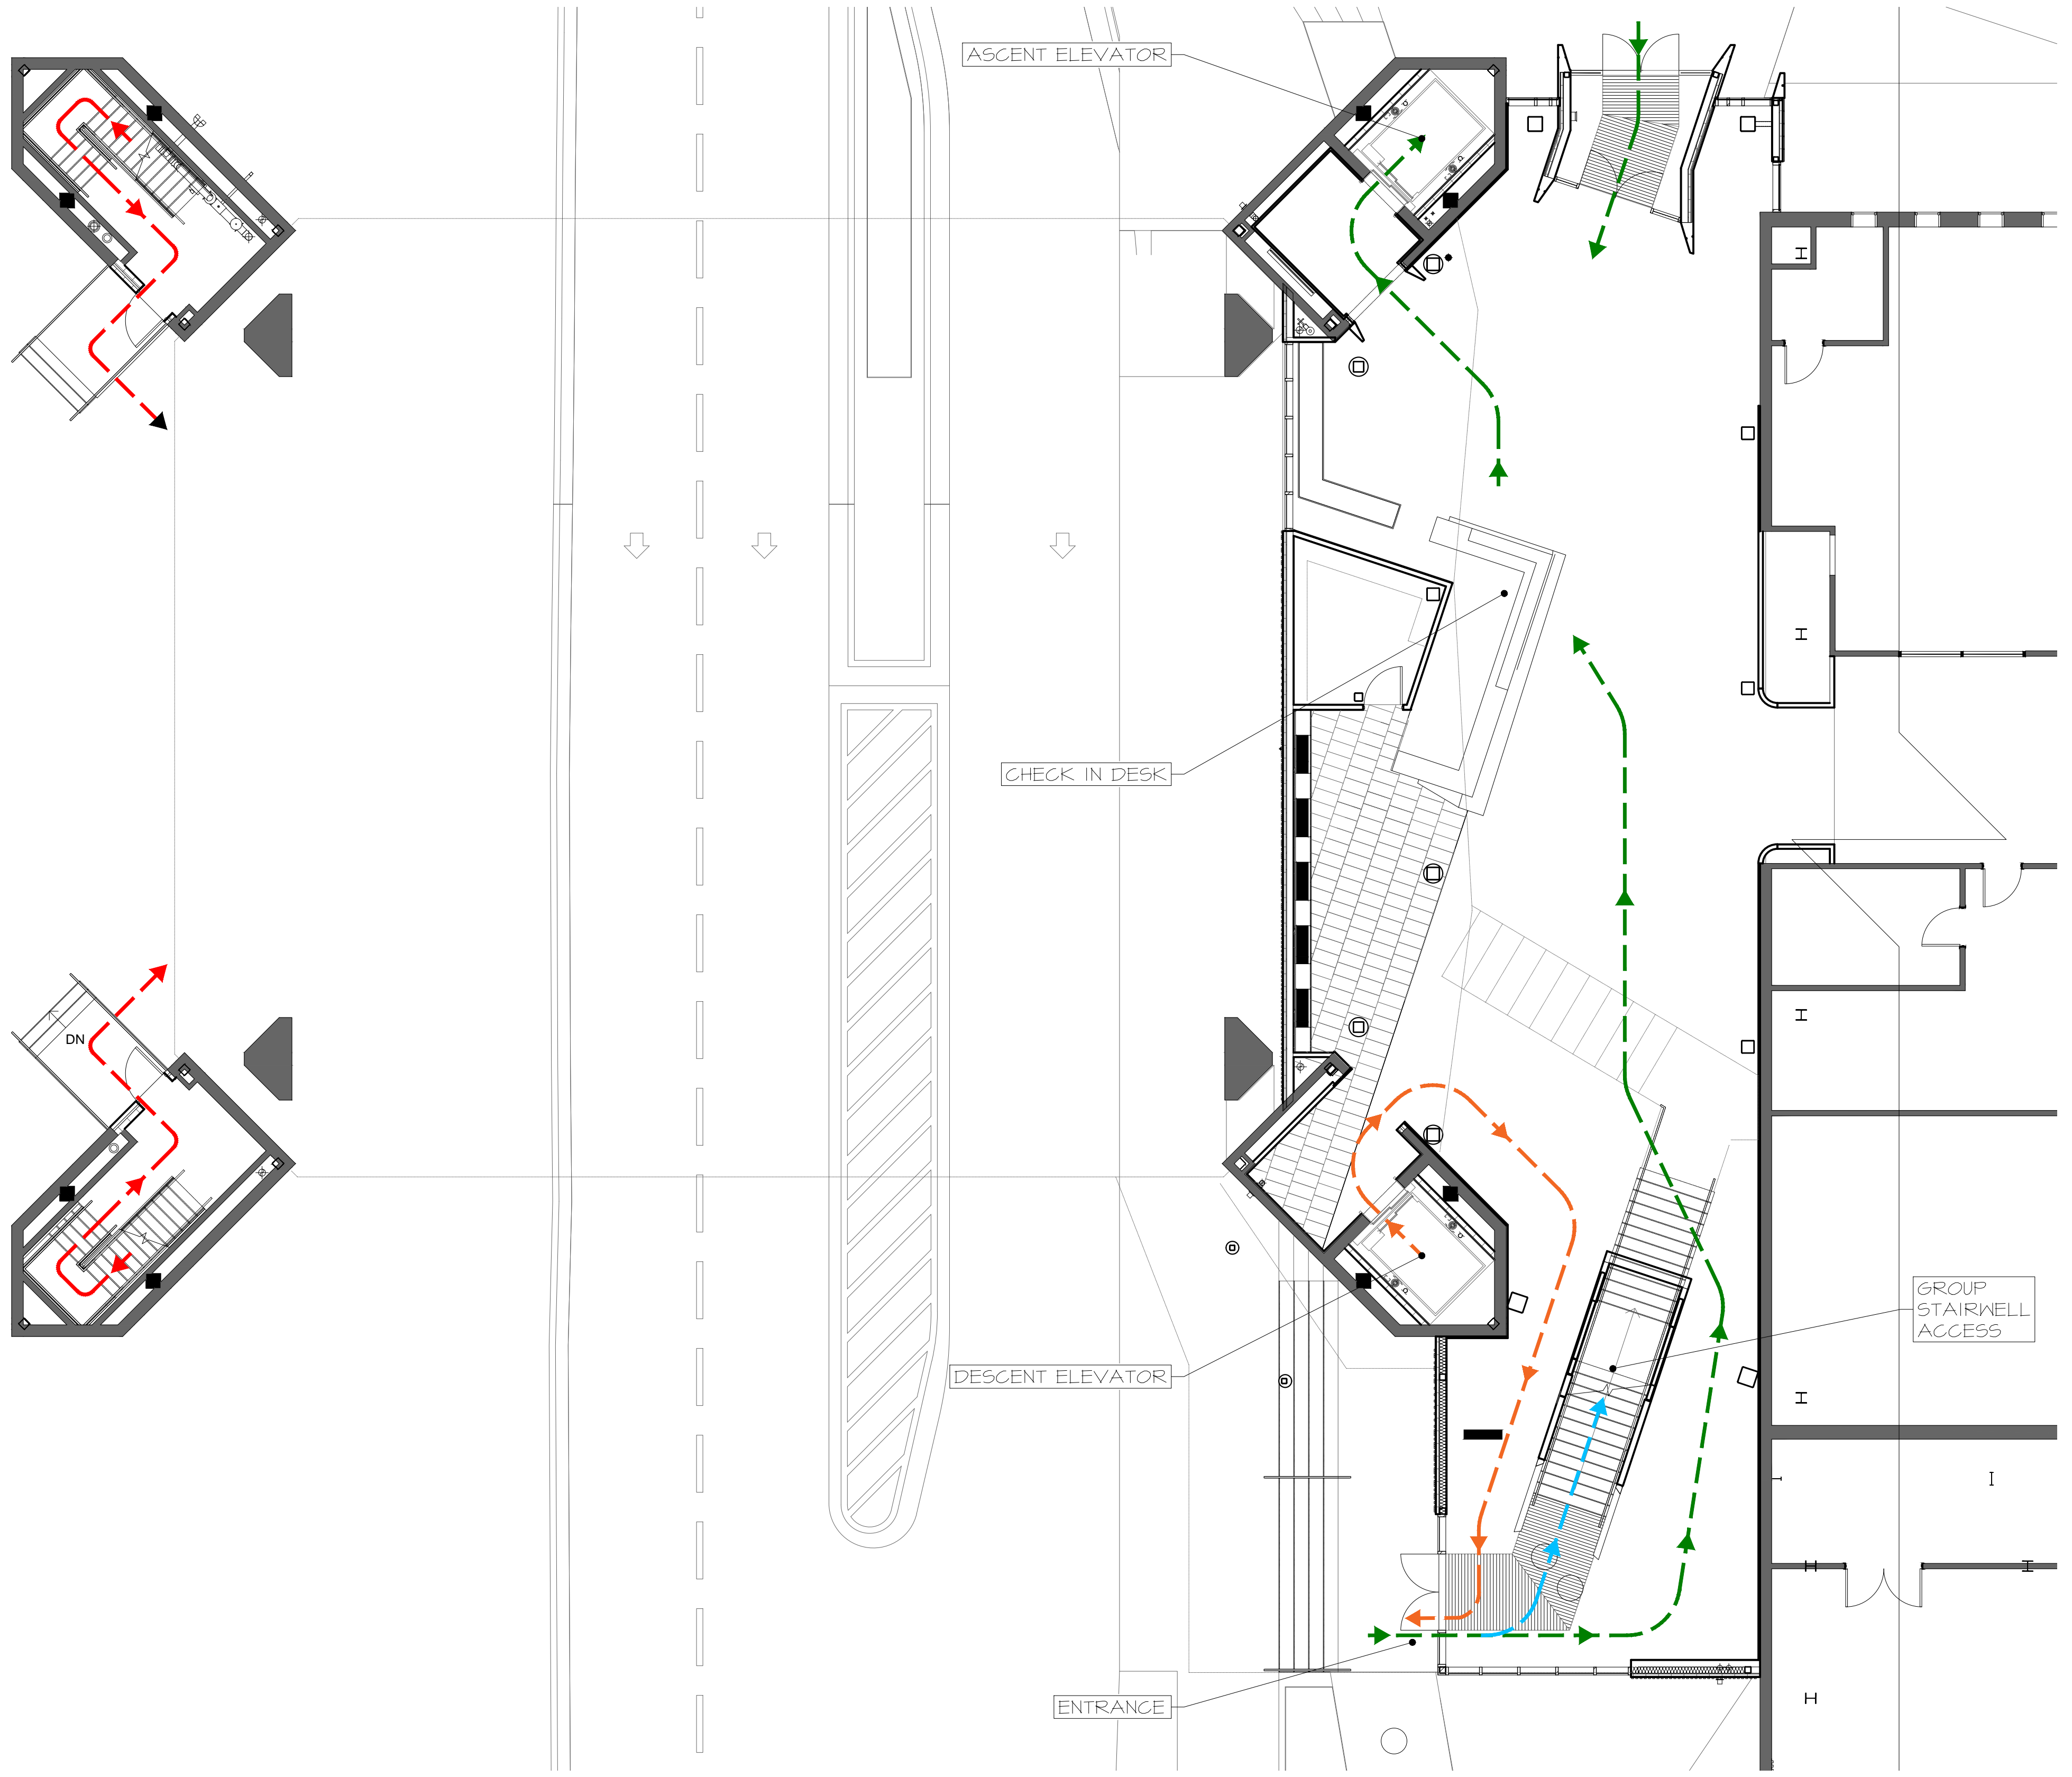 ASCENT ELEVATOR
CHECK IN DESK
DN
GROUP
STAIRWELL
ACCESS
DESCENT ELEVATOR
ENTRANCE